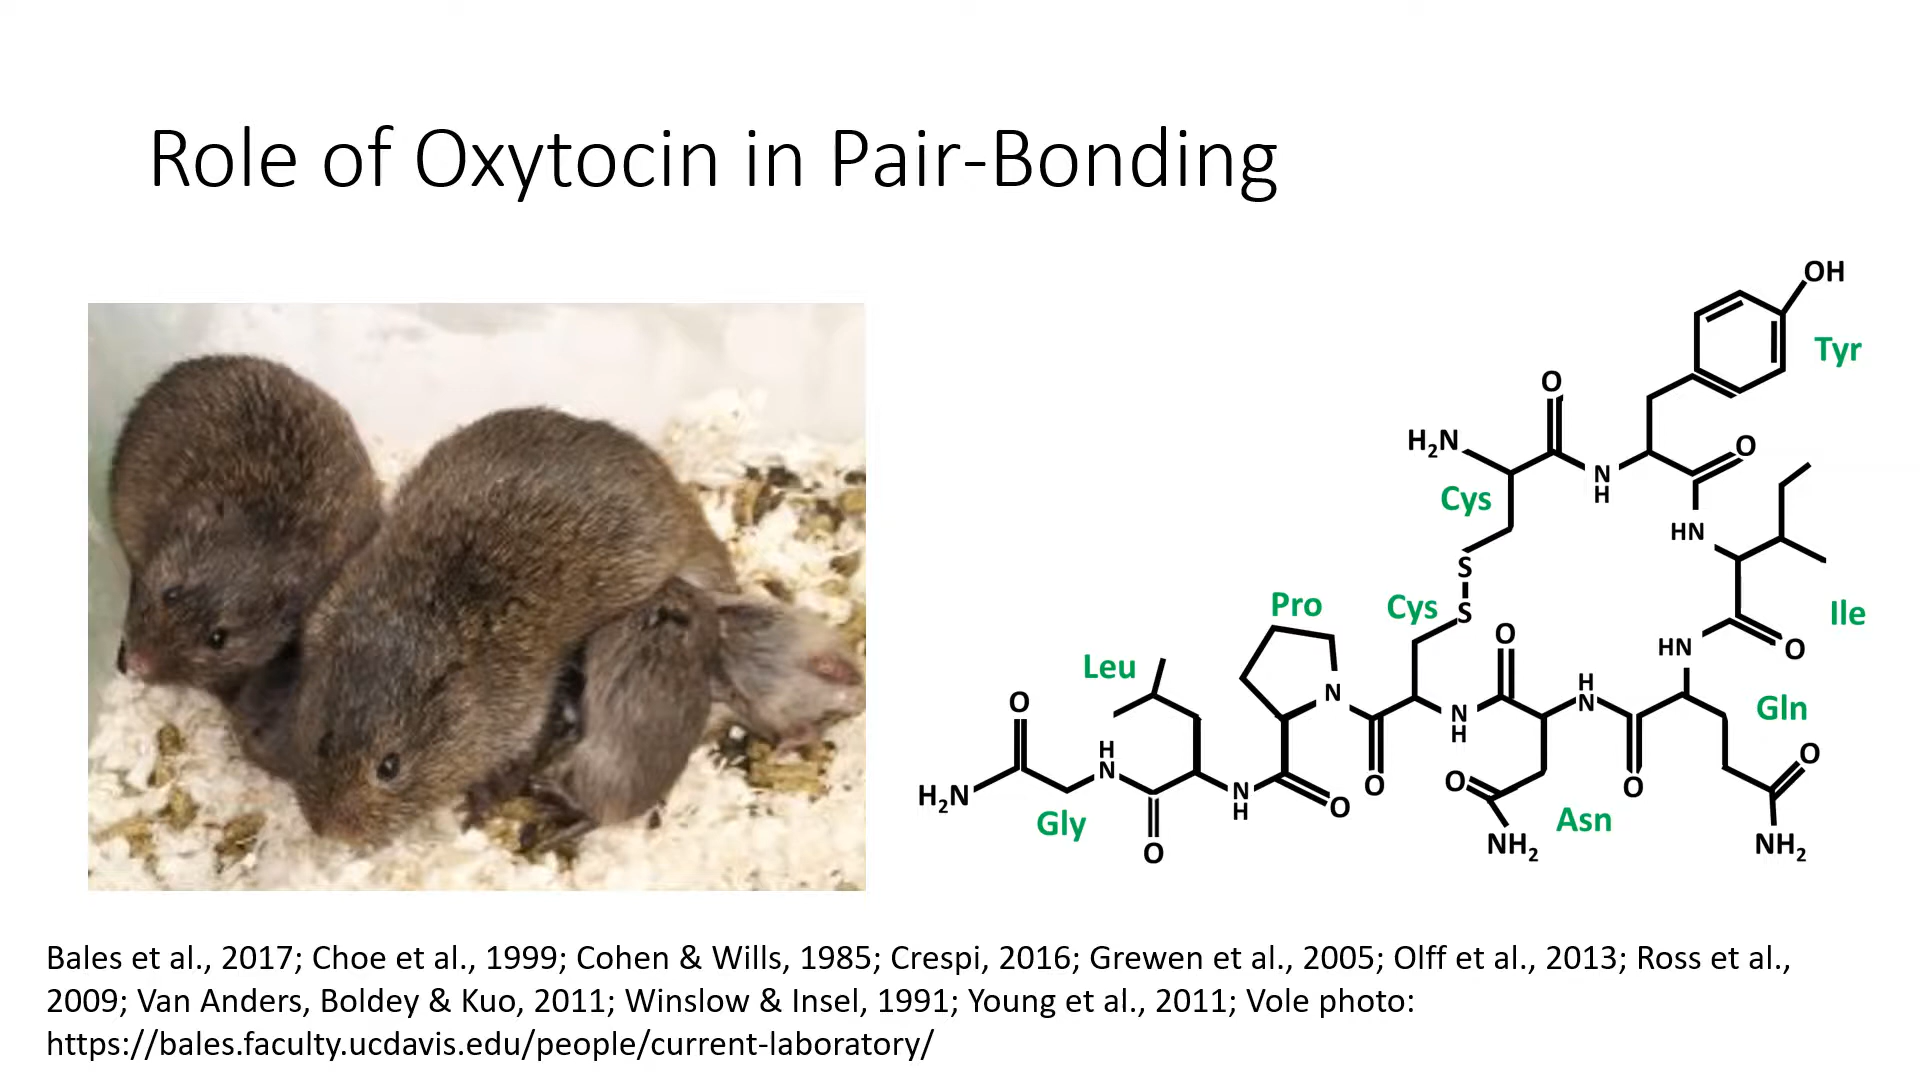 Role of Oxytocin in Pair-Bonding
OH
Tyr
O
H₂N
O
N
H
Cys
HN
S
S
Pro
Cys
Ile
O
HN
O
Leu
H
N
Gln
O
N
N
H
H
N
O
O
O
O
H₂N
N
H
O
Gly
Asn
O
NH₂
NH₂
Bales et al., 2017; Choe et al., 1999; Cohen & Wills, 1985; Crespi, 2016; Grewen et al., 2005; Olff et al., 2013; Ross et al.,
2009; Van Anders, Boldey & Kuo, 2011; Winslow & Insel, 1991; Young et al., 2011; Vole photo:
https://bales.faculty.ucdavis.edu/people/current-laboratory/